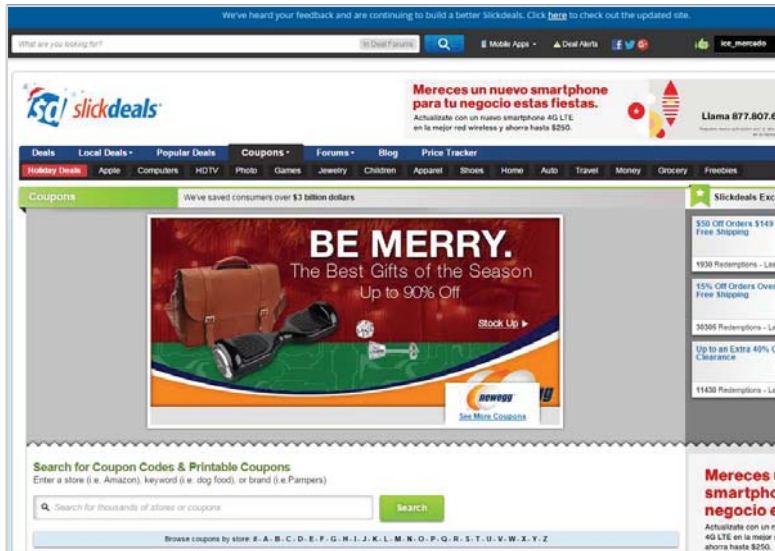 We've heard your feedback and are continuing to build a better Slickdeals. Click here to check out the updated site.
What are you looking for?
In Deal Forums
Mobile Apps
Deal Alerts
ice_mercado
sd slickdeals
Mereces un nuevo smartphone
para tu negocio estas fiestas.
Actualízate con un nuevo smartphone 4G LTE
en la mejor red wireless y ahorra hasta $250.
Llama 877.807.6
Deals Local Deals Popular Deals Coupons Forums Blog Price Tracker
Holiday Deals Apple Computers HDTV Photo Games Jewelry Children Apparel Shoes Home Auto Travel Money Grocery Freebies
Coupons
We've saved consumers over $3 billion dollars
Slickdeals Exc
BE MERRY.
The Best Gifts of the Season
Up to 90% Off
Stock Up
newegg
gg
See More Coupons
$50 Off Orders $149
Free Shipping
1930 Redemptions - Las
15% Off Orders Over
Free Shipping
30305 Redemptions - La
Up to an Extra 40% O
Clearance
11430 Redemptions - La
Search for Coupon Codes & Printable Coupons
Enter a store (i.e. Amazon), keyword (i.e: dog food), or brand (i.e.Pampers)
Search for thousands of stores or coupons
Search
Browse coupons by store: # - A - B - C - D - E - F - G - H - I - J - K - L - M - N - O - P - Q - R - S - T - U - V - W - X - Y - Z
Mereces u
smartpho
negocio e
Actualízate con un n
4G LTE en la mejor r
ahorra hasta $250.